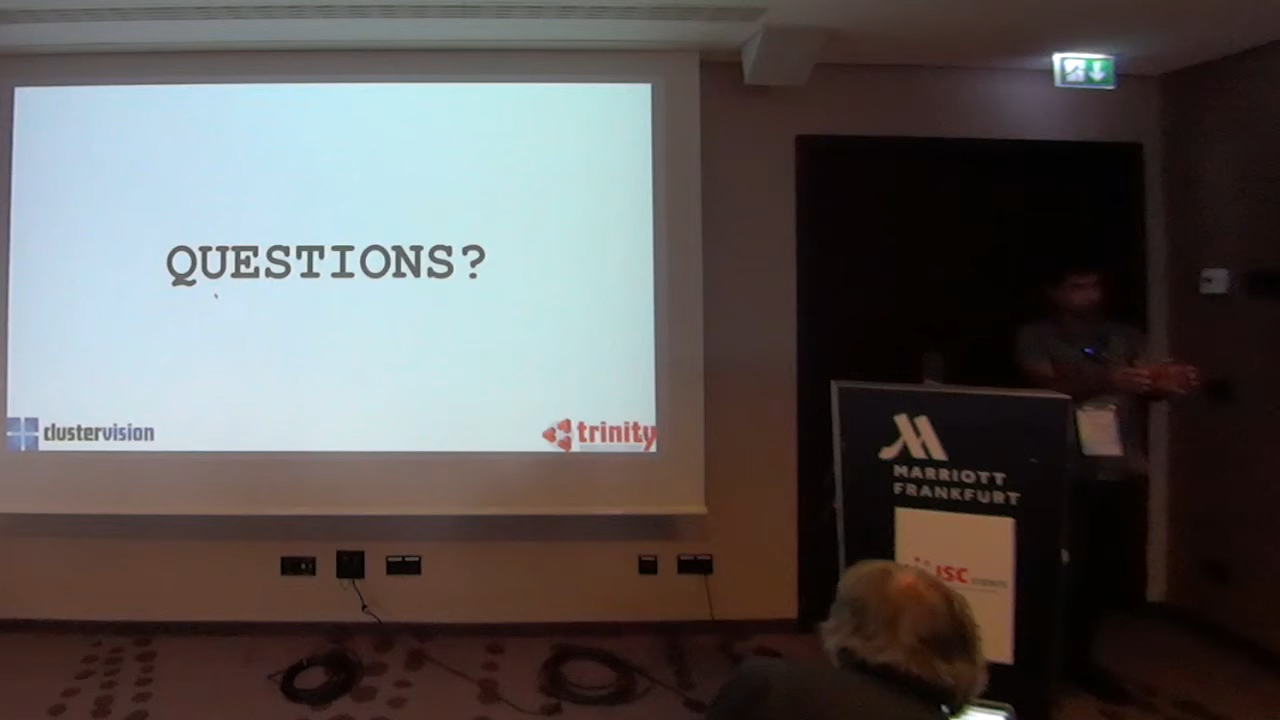 QUESTIONS?
clustervision
trinity
MARRIOTT
FRANKFURT
ISC